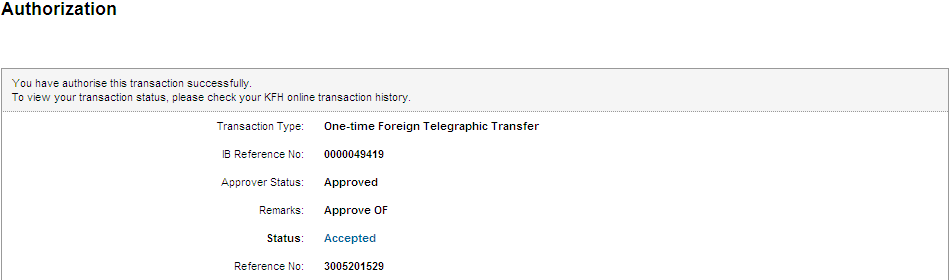 Authorization
You have authorise this transaction successfully.
To view your transaction status, please check your KFH online transaction history.
Transaction Type: One-time Foreign Telegraphic Transfer
IB Reference No: 0000049419
Approver Status: Approved
Remarks: Approve OF
Status: Accepted
Reference No: 3005201529